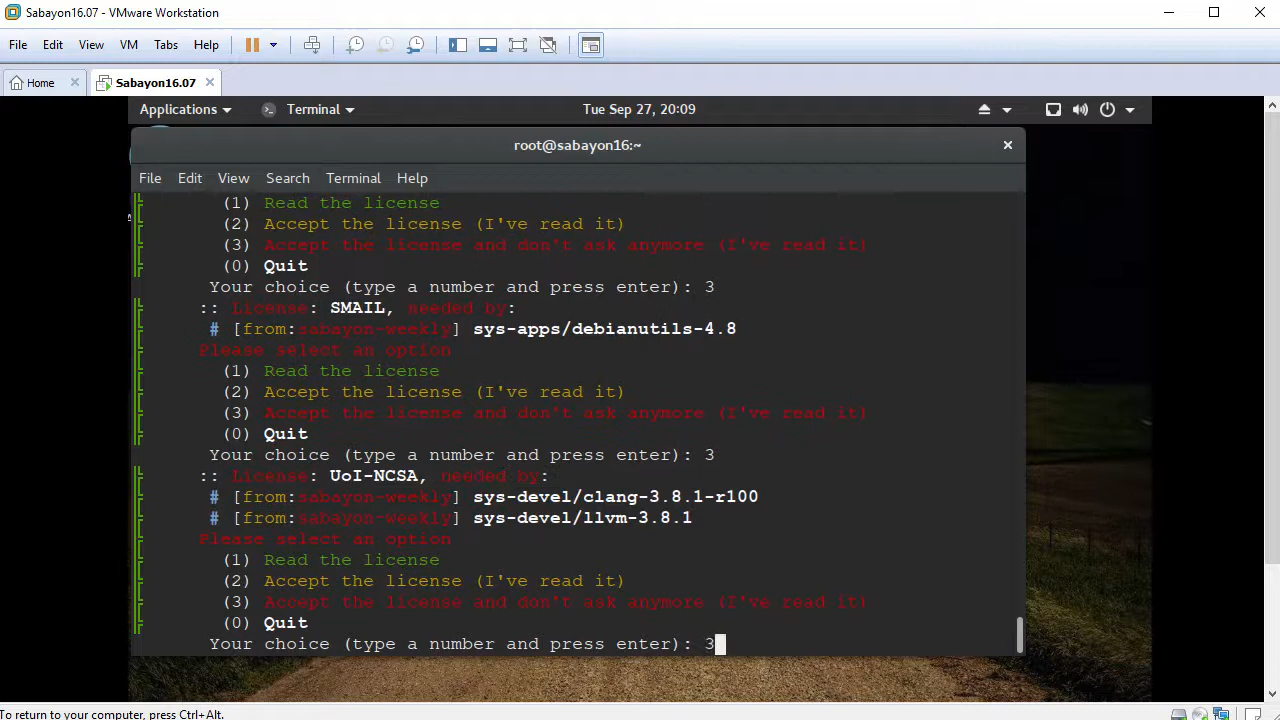 Sabayon16.07 - VMware Workstation
File Edit View VM Tabs Help
Home Sabayon16.07
Applications Terminal Tue Sep 27, 20:09
root@sabayon16:~
File Edit View Search Terminal Help
(1) Read the license
(2) Accept the license (I've read it)
(3) Accept the license and don't ask anymore (I've read it)
(0) Quit
Your choice (type a number and press enter): 3
:: License: SMAIL, needed by:
# [from:sabayon-weekly] sys-apps/debianutils-4.8
Please select an option
(1) Read the license
(2) Accept the license (I've read it)
(3) Accept the license and don't ask anymore (I've read it)
(0) Quit
Your choice (type a number and press enter): 3
:: License: UoI-NCSA, needed by:
# [from:sabayon-weekly] sys-devel/clang-3.8.1-r100
# [from:sabayon-weekly] sys-devel/llvm-3.8.1
Please select an option
(1) Read the license
(2) Accept the license (I've read it)
(3) Accept the license and don't ask anymore (I've read it)
(0) Quit
Your choice (type a number and press enter): 3
To return to your computer, press Ctrl+Alt.